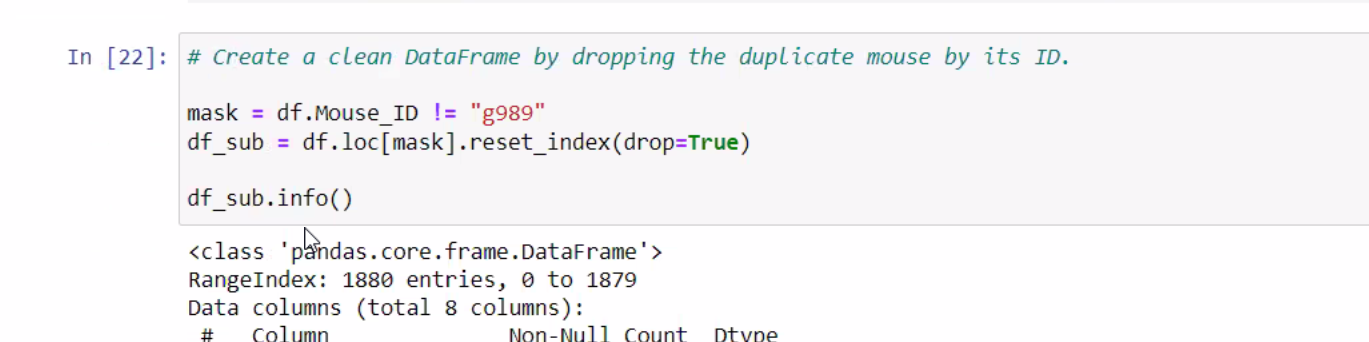 In [22]: # Create a clean DataFrame by dropping the duplicate mouse by its ID.
mask = df.Mouse_ID != "g989"
df_sub = df.loc[mask].reset_index(drop=True)
df_sub.info()
<class 'pandas.core.frame.DataFrame'>
RangeIndex: 1880 entries, 0 to 1879
Data columns (total 8 columns):
# Column Non-Null Count Dtype